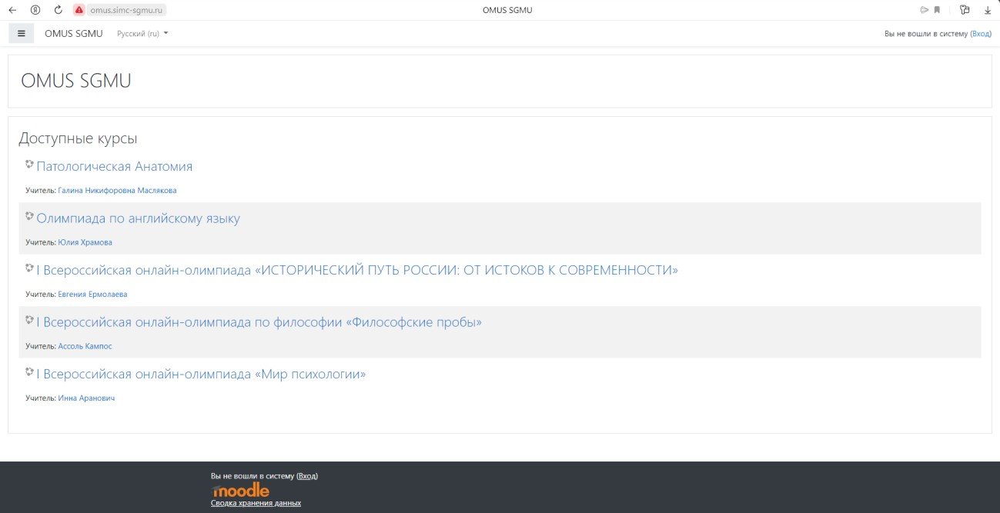 omus.simc-sgmu.ru
OMUS SGMU
OMUS SGMU
Русский (ru)
Вы не вошли в систему (Вход)
OMUS SGMU
Доступные курсы
Патологическая Анатомия
Учитель: Галина Никифоровна Маслякова
Олимпиада по английскому языку
Учитель: Юлия Храмова
I Всероссийская онлайн-олимпиада «ИСТОРИЧЕСКИЙ ПУТЬ РОССИИ: ОТ ИСТОКОВ К СОВРЕМЕННОСТИ»
Учитель: Евгения Ермолаева
I Всероссийская онлайн-олимпиада по философии «Философские пробы»
Учитель: Ассоль Кампос
I Всероссийская онлайн-олимпиада «Мир психологии»
Учитель: Инна Аранович
Вы не вошли в систему (Вход)
moodle
Сводка хранения данных